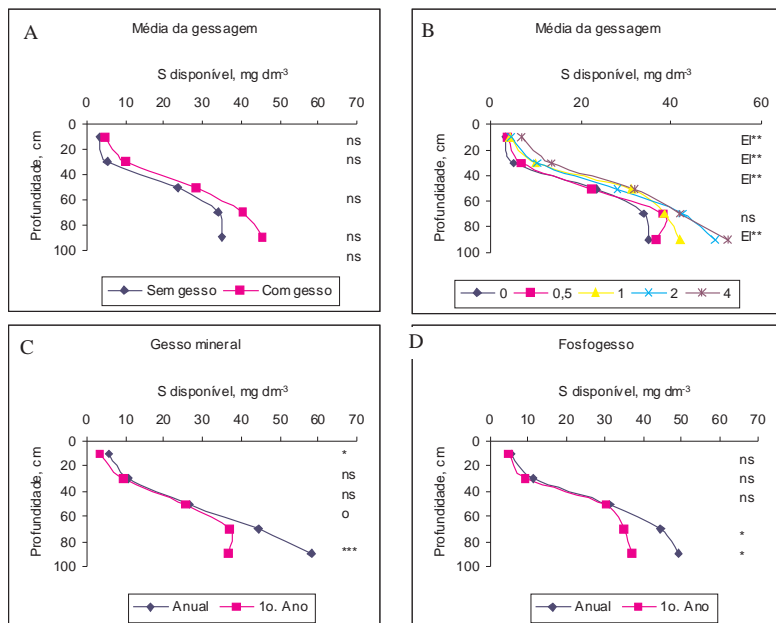 A
Média da gessagem
S disponível, mg dm-3
0 10 20 30 40 50 60 70
Profundidade, cm
0
20
40
60
80
100
ns
ns
ns
ns
ns
Sem gesso Com gesso
B
Média da gessagem
S disponível, mg dm-3
0 20 40 60
Profundidade, cm
0
20
40
60
80
100
El**
El**
El**
ns
El**
0 0,5 1 2 4
C
Gesso mineral
S disponível, mg dm-3
0 10 20 30 40 50 60 70
Profundidade, cm
0
20
40
60
80
100
*
ns
ns
o
***
Anual 1o. Ano
D
Fosfogesso
S disponível, mg dm-3
0 10 20 30 40 50 60 70
Profundidade, cm
0
20
40
60
80
100
ns
ns
ns
*
*
Anual 1o. Ano